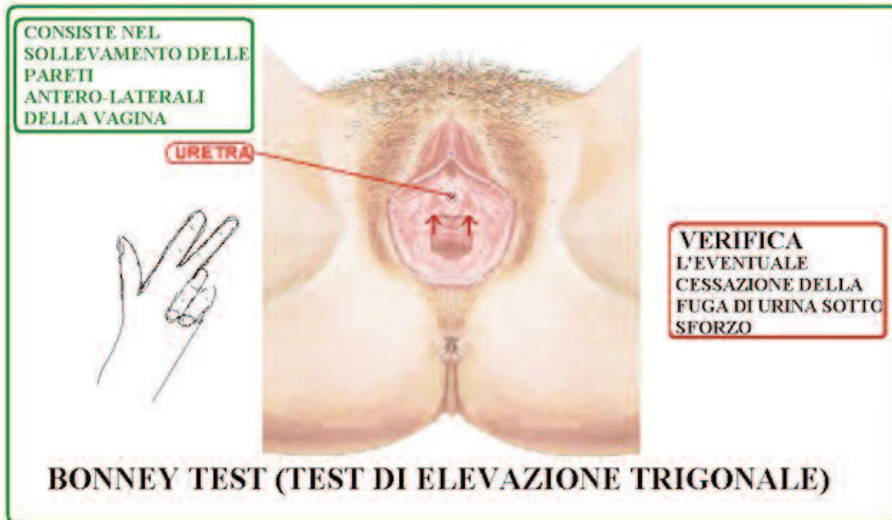 CONSISTE NEL
SOLLEVAMENTO DELLE
PARETI
ANTERO-LATERALI
DELLA VAGINA
URETRA
VERIFICA
L'EVENTUALE
CESSAZIONE DELLA
FUGA DI URINA SOTTO
SFORZO
BONNEY TEST (TEST DI ELEVAZIONE TRIGONALE)